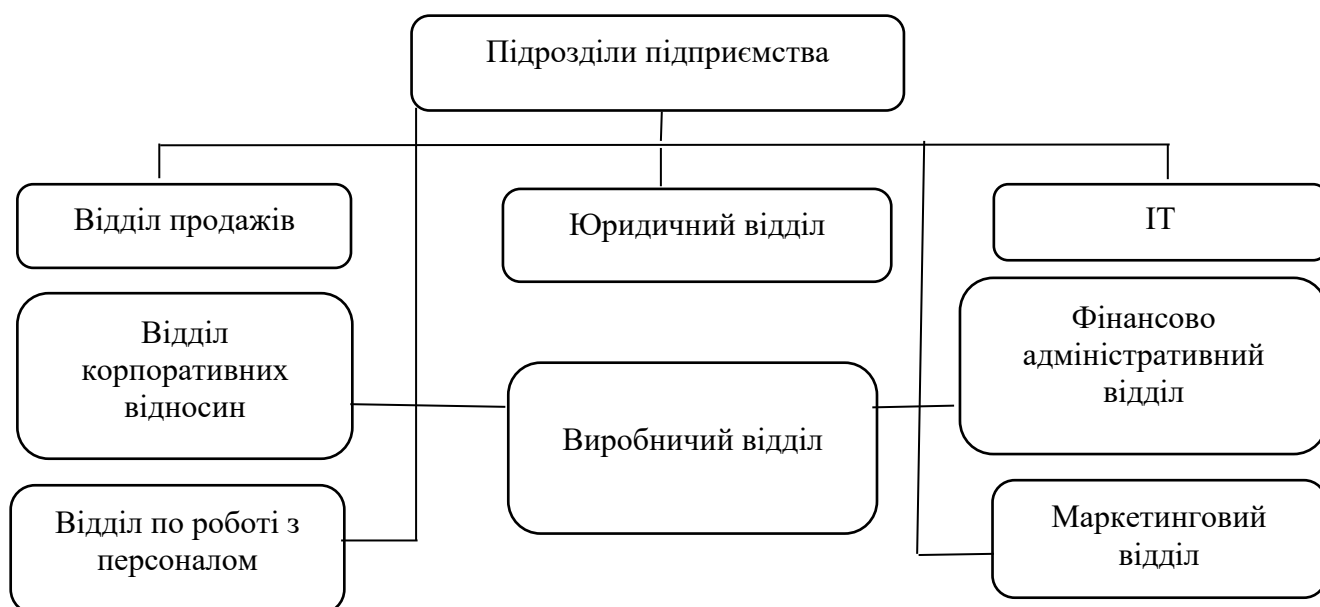 Підрозділи підприємства
Відділ продажів
Юридичний відділ
ІТ
Відділ
корпоративних
відносин
Виробничий відділ
Фінансово
адміністративний
відділ
Відділ по роботі з
персоналом
Маркетинговий
відділ